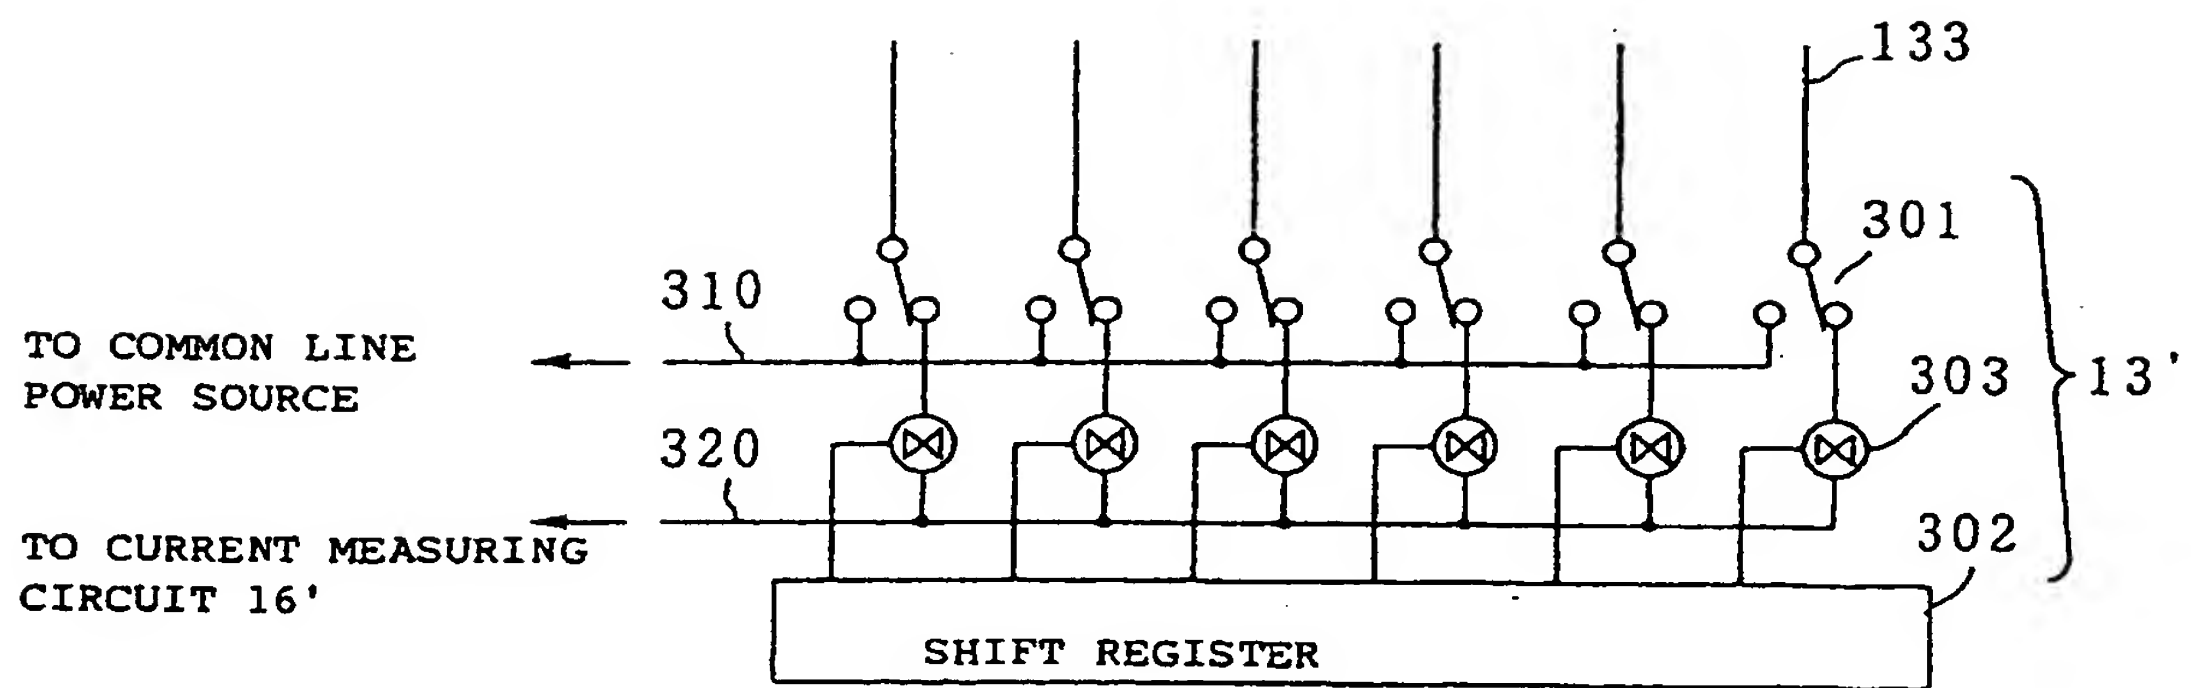 133
301
310
TO COMMON LINE
POWER SOURCE
303
13'
320
302
TO CURRENT MEASURING
CIRCUIT 16'
SHIFT REGISTER